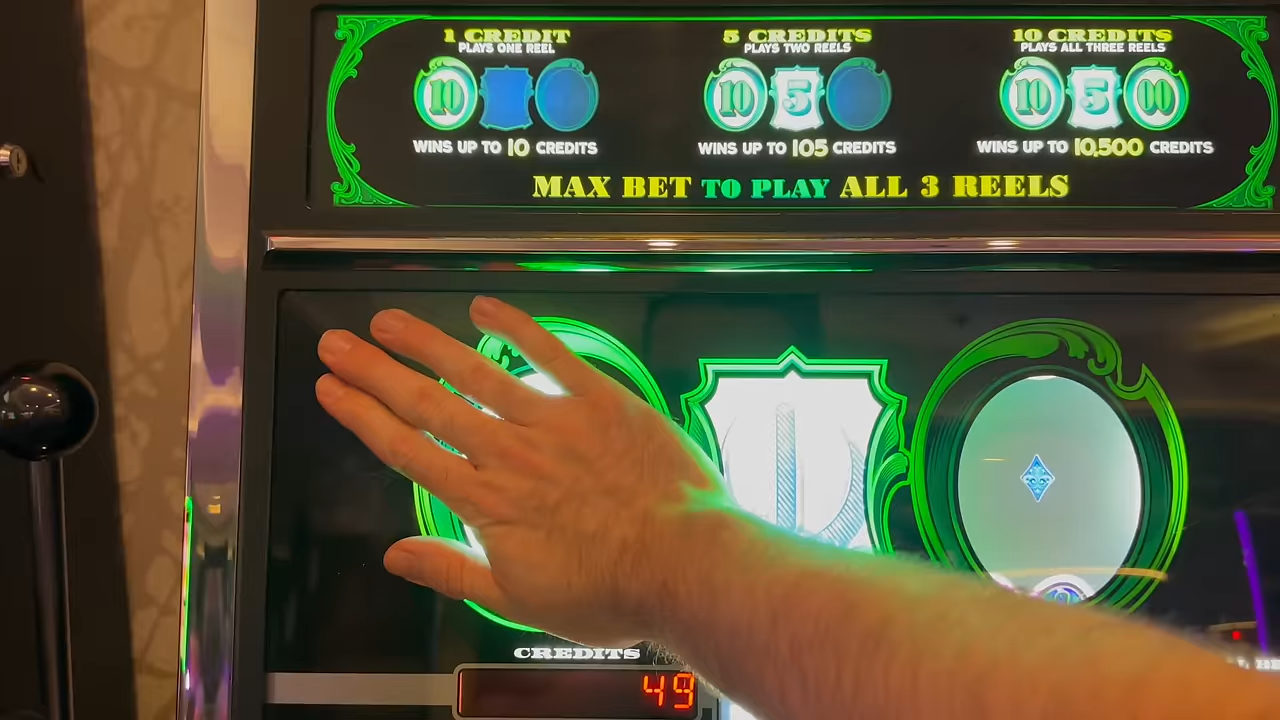 1 CREDIT
PLAYS ONE REEL
10
WINS UP TO 10 CREDITS
5 CREDITS
PLAYS TWO REELS
10 5
WINS UP TO 105 CREDITS
10 CREDITS
PLAYS ALL THREE REELS
10 5 00
WINS UP TO 10,500 CREDITS
MAX BET TO PLAY ALL 3 REELS
CREDITS
49